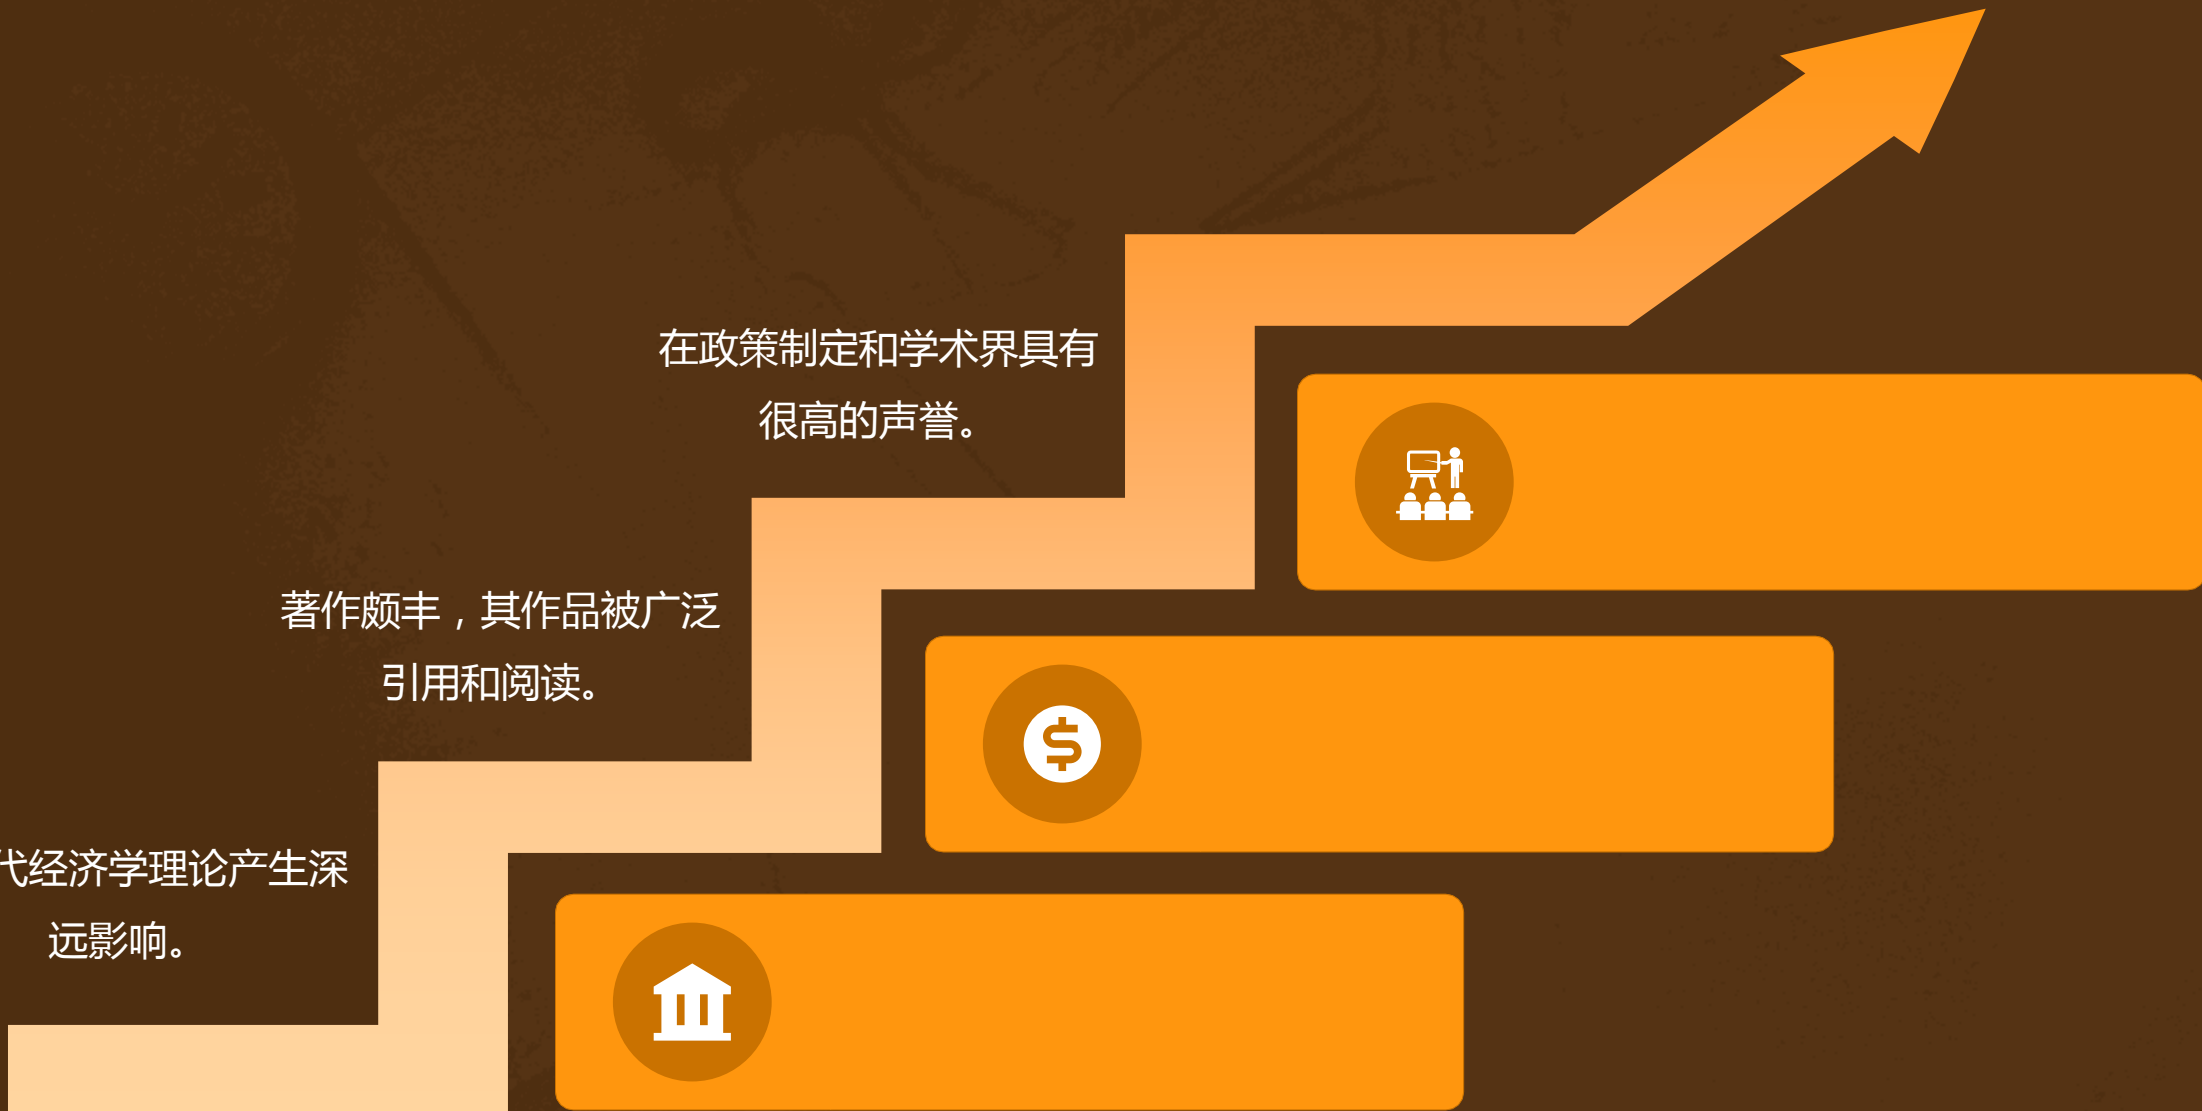 在政策制定和学术界具有
很高的声誉。
著作颇丰，其作品被广泛
引用和阅读。
代经济学理论产生深
远影响。